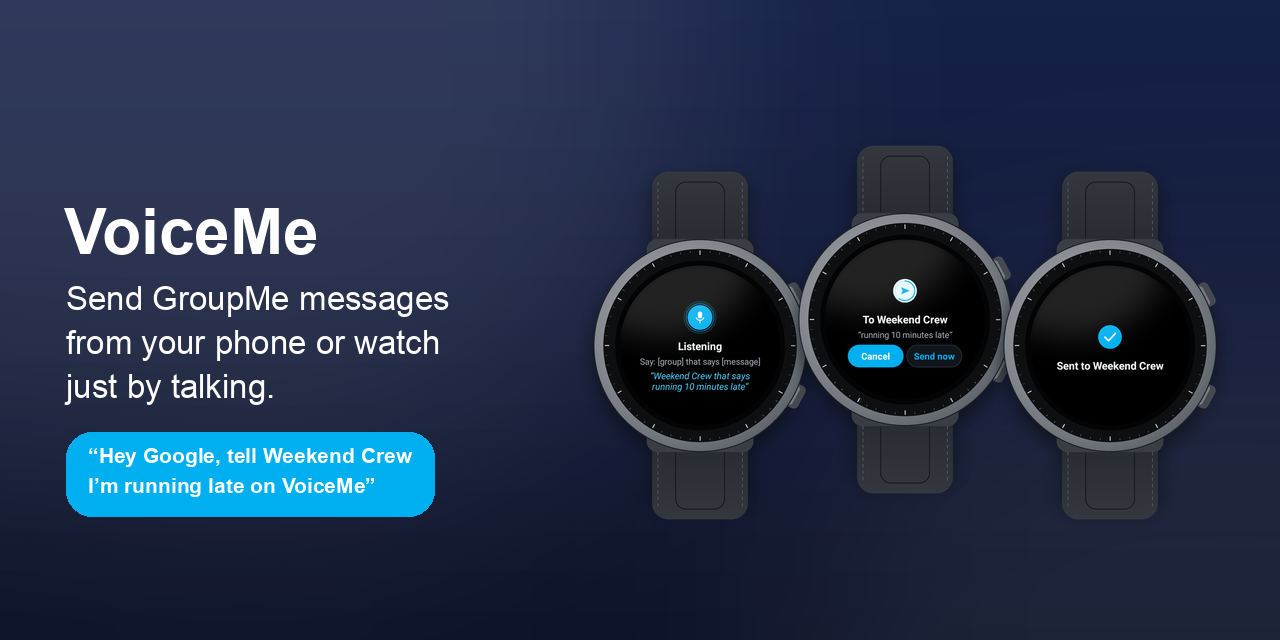 VoiceMe
Send GroupMe messages
from your phone or watch
just by talking.
“Hey Google, tell Weekend Crew
I’m running late on VoiceMe”
Listening
Say: [group] that says [message]
“Weekend Crew that says
running 10 minutes late”
To Weekend Crew
“running 10 minutes late”
Cancel
Send now
Sent to Weekend Crew